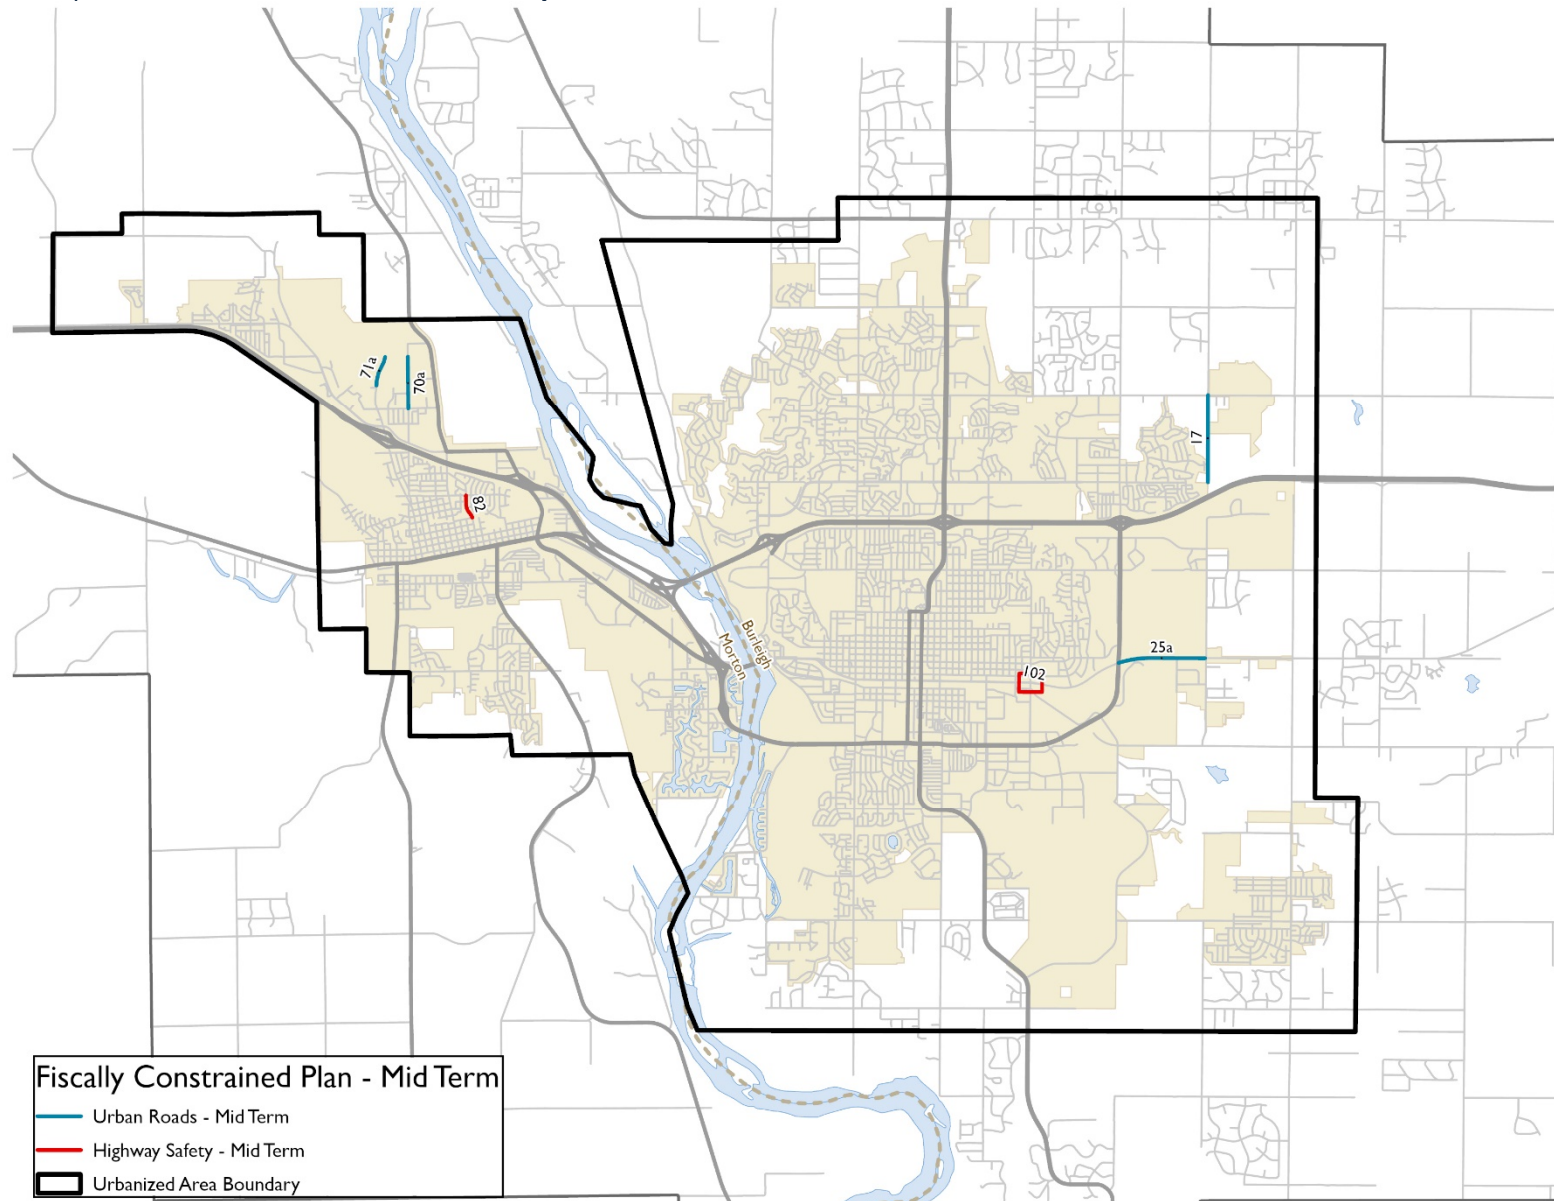 71a
70a
17
82
Burleigh
Morton
25a
102
Fiscally Constrained Plan - Mid Term
Urban Roads - Mid Term
Highway Safety - Mid Term
Urbanized Area Boundary